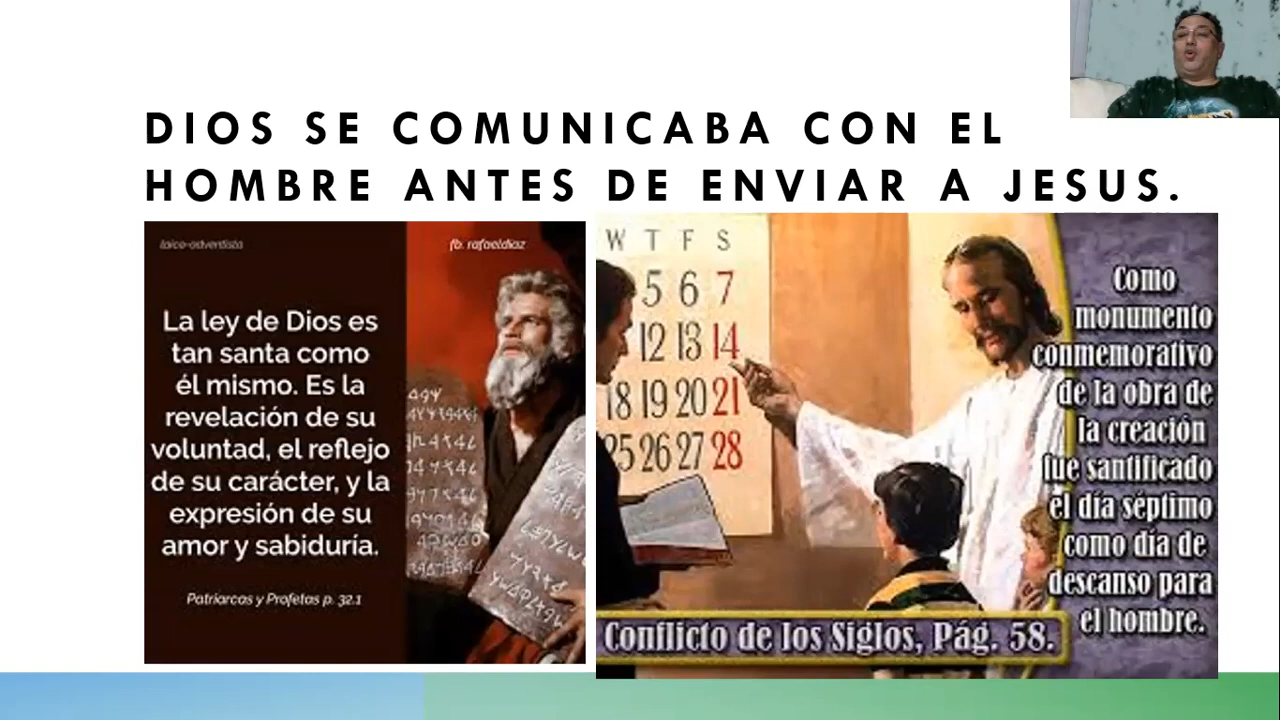 DIOS SE COMUNICABA CON EL
HOMBRE ANTES DE ENVIAR A JESUS.
laico-adventista
fb. rafaeldiaz
La ley de Dios es
tan santa como
él mismo. Es la
revelación de su
voluntad, el reflejo
de su carácter, y la
expresión de su
amor y sabiduría.
Patriarcas y Profetas p. 32.1
W T F S
5 6 7
12 13 14
18 19 20 21
25 26 27 28
Como
monumento
conmemorativo
de la obra de
la creación
fue santificado
el día séptimo
como día de
descanso para
el hombre.
Conflicto de los Siglos, Pág. 58.